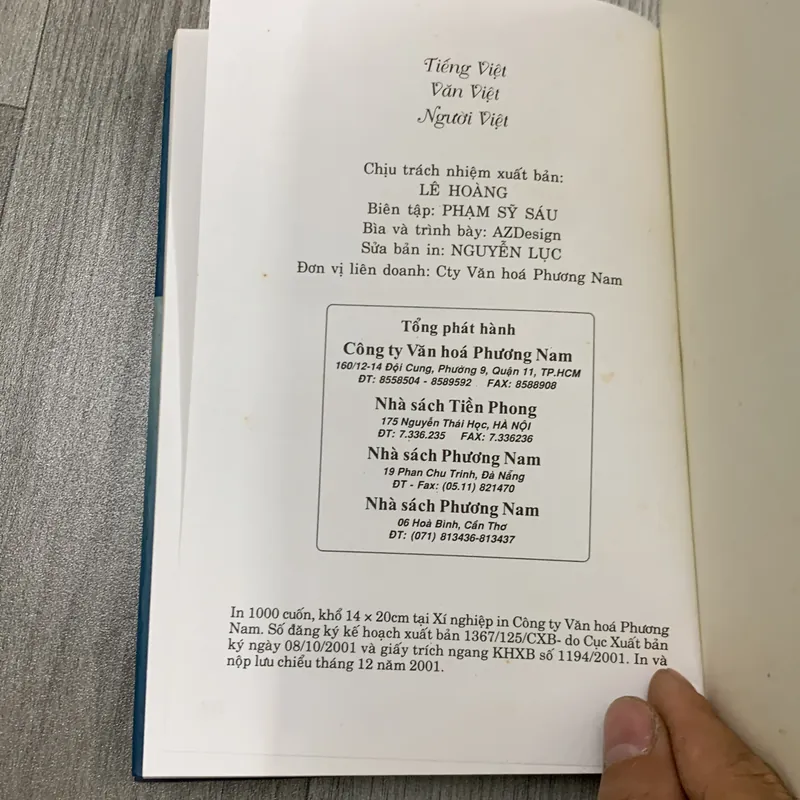 Tiếng Việt
Văn Việt
Người Việt
Chịu trách nhiệm xuất bản:
LÊ HOÀNG
Biên tập: PHẠM SỸ SÁU
Bìa và trình bày: AZDesign
Sửa bản in: NGUYỄN LỤC
Đơn vị liên doanh: Cty Văn hoá Phương Nam
Tổng phát hành
Công ty Văn hoá Phương Nam
160/12-14 Đội Cung, Phường 9, Quận 11, TP.HCM
ĐT: 8558504 - 8589592 FAX: 8588908
Nhà sách Tiền Phong
175 Nguyễn Thái Học, HÀ NỘI
ĐT: 7.336.235 FAX: 7.336236
Nhà sách Phương Nam
19 Phan Chu Trinh, Đà Nẵng
ĐT - Fax: (05.11) 821470
Nhà sách Phương Nam
06 Hoà Bình, Cần Thơ
ĐT: (071) 813436-813437
In 1000 cuốn, khổ 14 × 20cm tại Xí nghiệp in Công ty Văn hoá Phương
Nam. Số đăng ký kế hoạch xuất bản 1367/125/CXB- do Cục Xuất bản
ký ngày 08/10/2001 và giấy trích ngang KHXB số 1194/2001. In và
nộp lưu chiểu tháng 12 năm 2001.